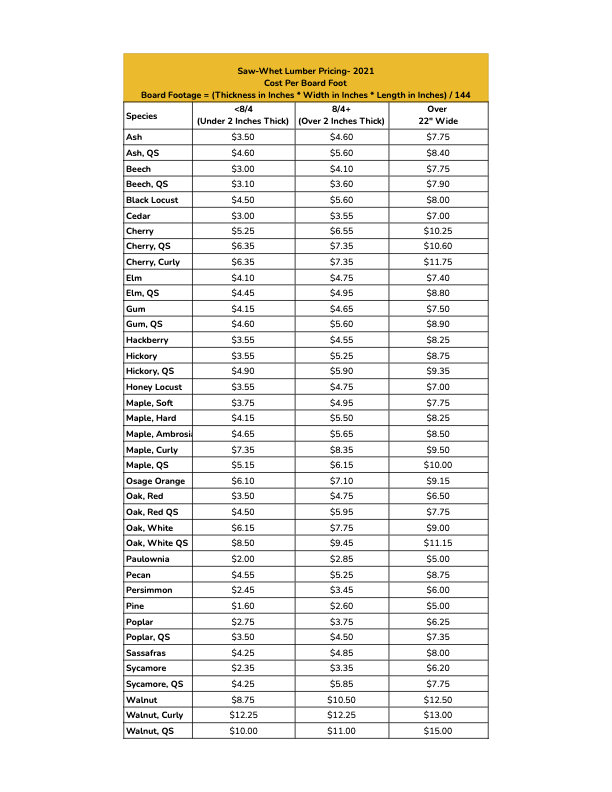 Saw-Whet Lumber Pricing- 2021
Cost Per Board Foot
Board Footage = (Thickness in Inches * Width in Inches * Length in Inches) / 144
Species <8/4 (Under 2 Inches Thick) 8/4+ (Over 2 Inches Thick) Over 22" Wide
Ash $3.50 $4.60 $7.75
Ash, QS $4.60 $5.60 $8.40
Beech $3.00 $4.10 $7.75
Beech, QS $3.10 $3.60 $7.90
Black Locust $4.50 $5.60 $8.00
Cedar $3.00 $3.55 $7.00
Cherry $5.25 $6.55 $10.25
Cherry, QS $6.35 $7.35 $10.60
Cherry, Curly $6.35 $7.35 $11.75
Elm $4.10 $4.75 $7.40
Elm, QS $4.45 $4.95 $8.80
Gum $4.15 $4.65 $7.50
Gum, QS $4.60 $5.60 $8.90
Hackberry $3.55 $4.55 $8.25
Hickory $3.55 $5.25 $8.75
Hickory, QS $4.90 $5.90 $9.35
Honey Locust $3.55 $4.75 $7.00
Maple, Soft $3.75 $4.95 $7.75
Maple, Hard $4.15 $5.50 $8.25
Maple, Ambrosi $4.65 $5.65 $8.50
Maple, Curly $7.35 $8.35 $9.50
Maple, QS $5.15 $6.15 $10.00
Osage Orange $6.10 $7.10 $9.15
Oak, Red $3.50 $4.75 $6.50
Oak, Red QS $4.50 $5.95 $7.75
Oak, White $6.15 $7.75 $9.00
Oak, White QS $8.50 $9.45 $11.15
Paulownia $2.00 $2.85 $5.00
Pecan $4.55 $5.25 $8.75
Persimmon $2.45 $3.45 $6.00
Pine $1.60 $2.60 $5.00
Poplar $2.75 $3.75 $6.25
Poplar, QS $3.50 $4.50 $7.35
Sassafras $4.25 $4.85 $8.00
Sycamore $2.35 $3.35 $6.20
Sycamore, QS $4.25 $5.85 $7.75
Walnut $8.75 $10.50 $12.50
Walnut, Curly $12.25 $12.25 $13.00
Walnut, QS $10.00 $11.00 $15.00